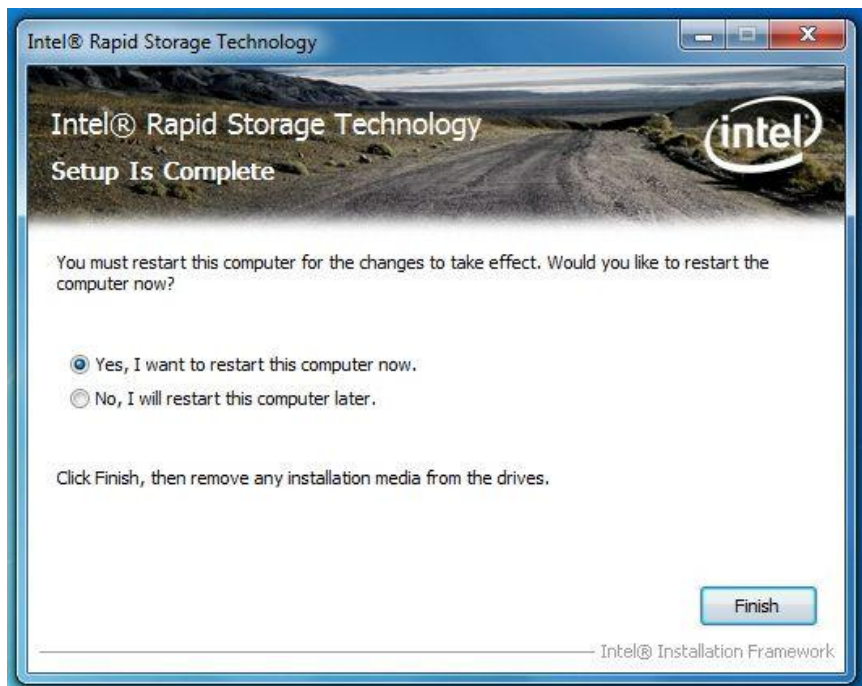 Intel® Rapid Storage Technology
Intel® Rapid Storage Technology
Setup Is Complete
intel
You must restart this computer for the changes to take effect. Would you like to restart the
computer now?
Yes, I want to restart this computer now.
No, I will restart this computer later.
Click Finish, then remove any installation media from the drives.
Finish
Intel® Installation Framework